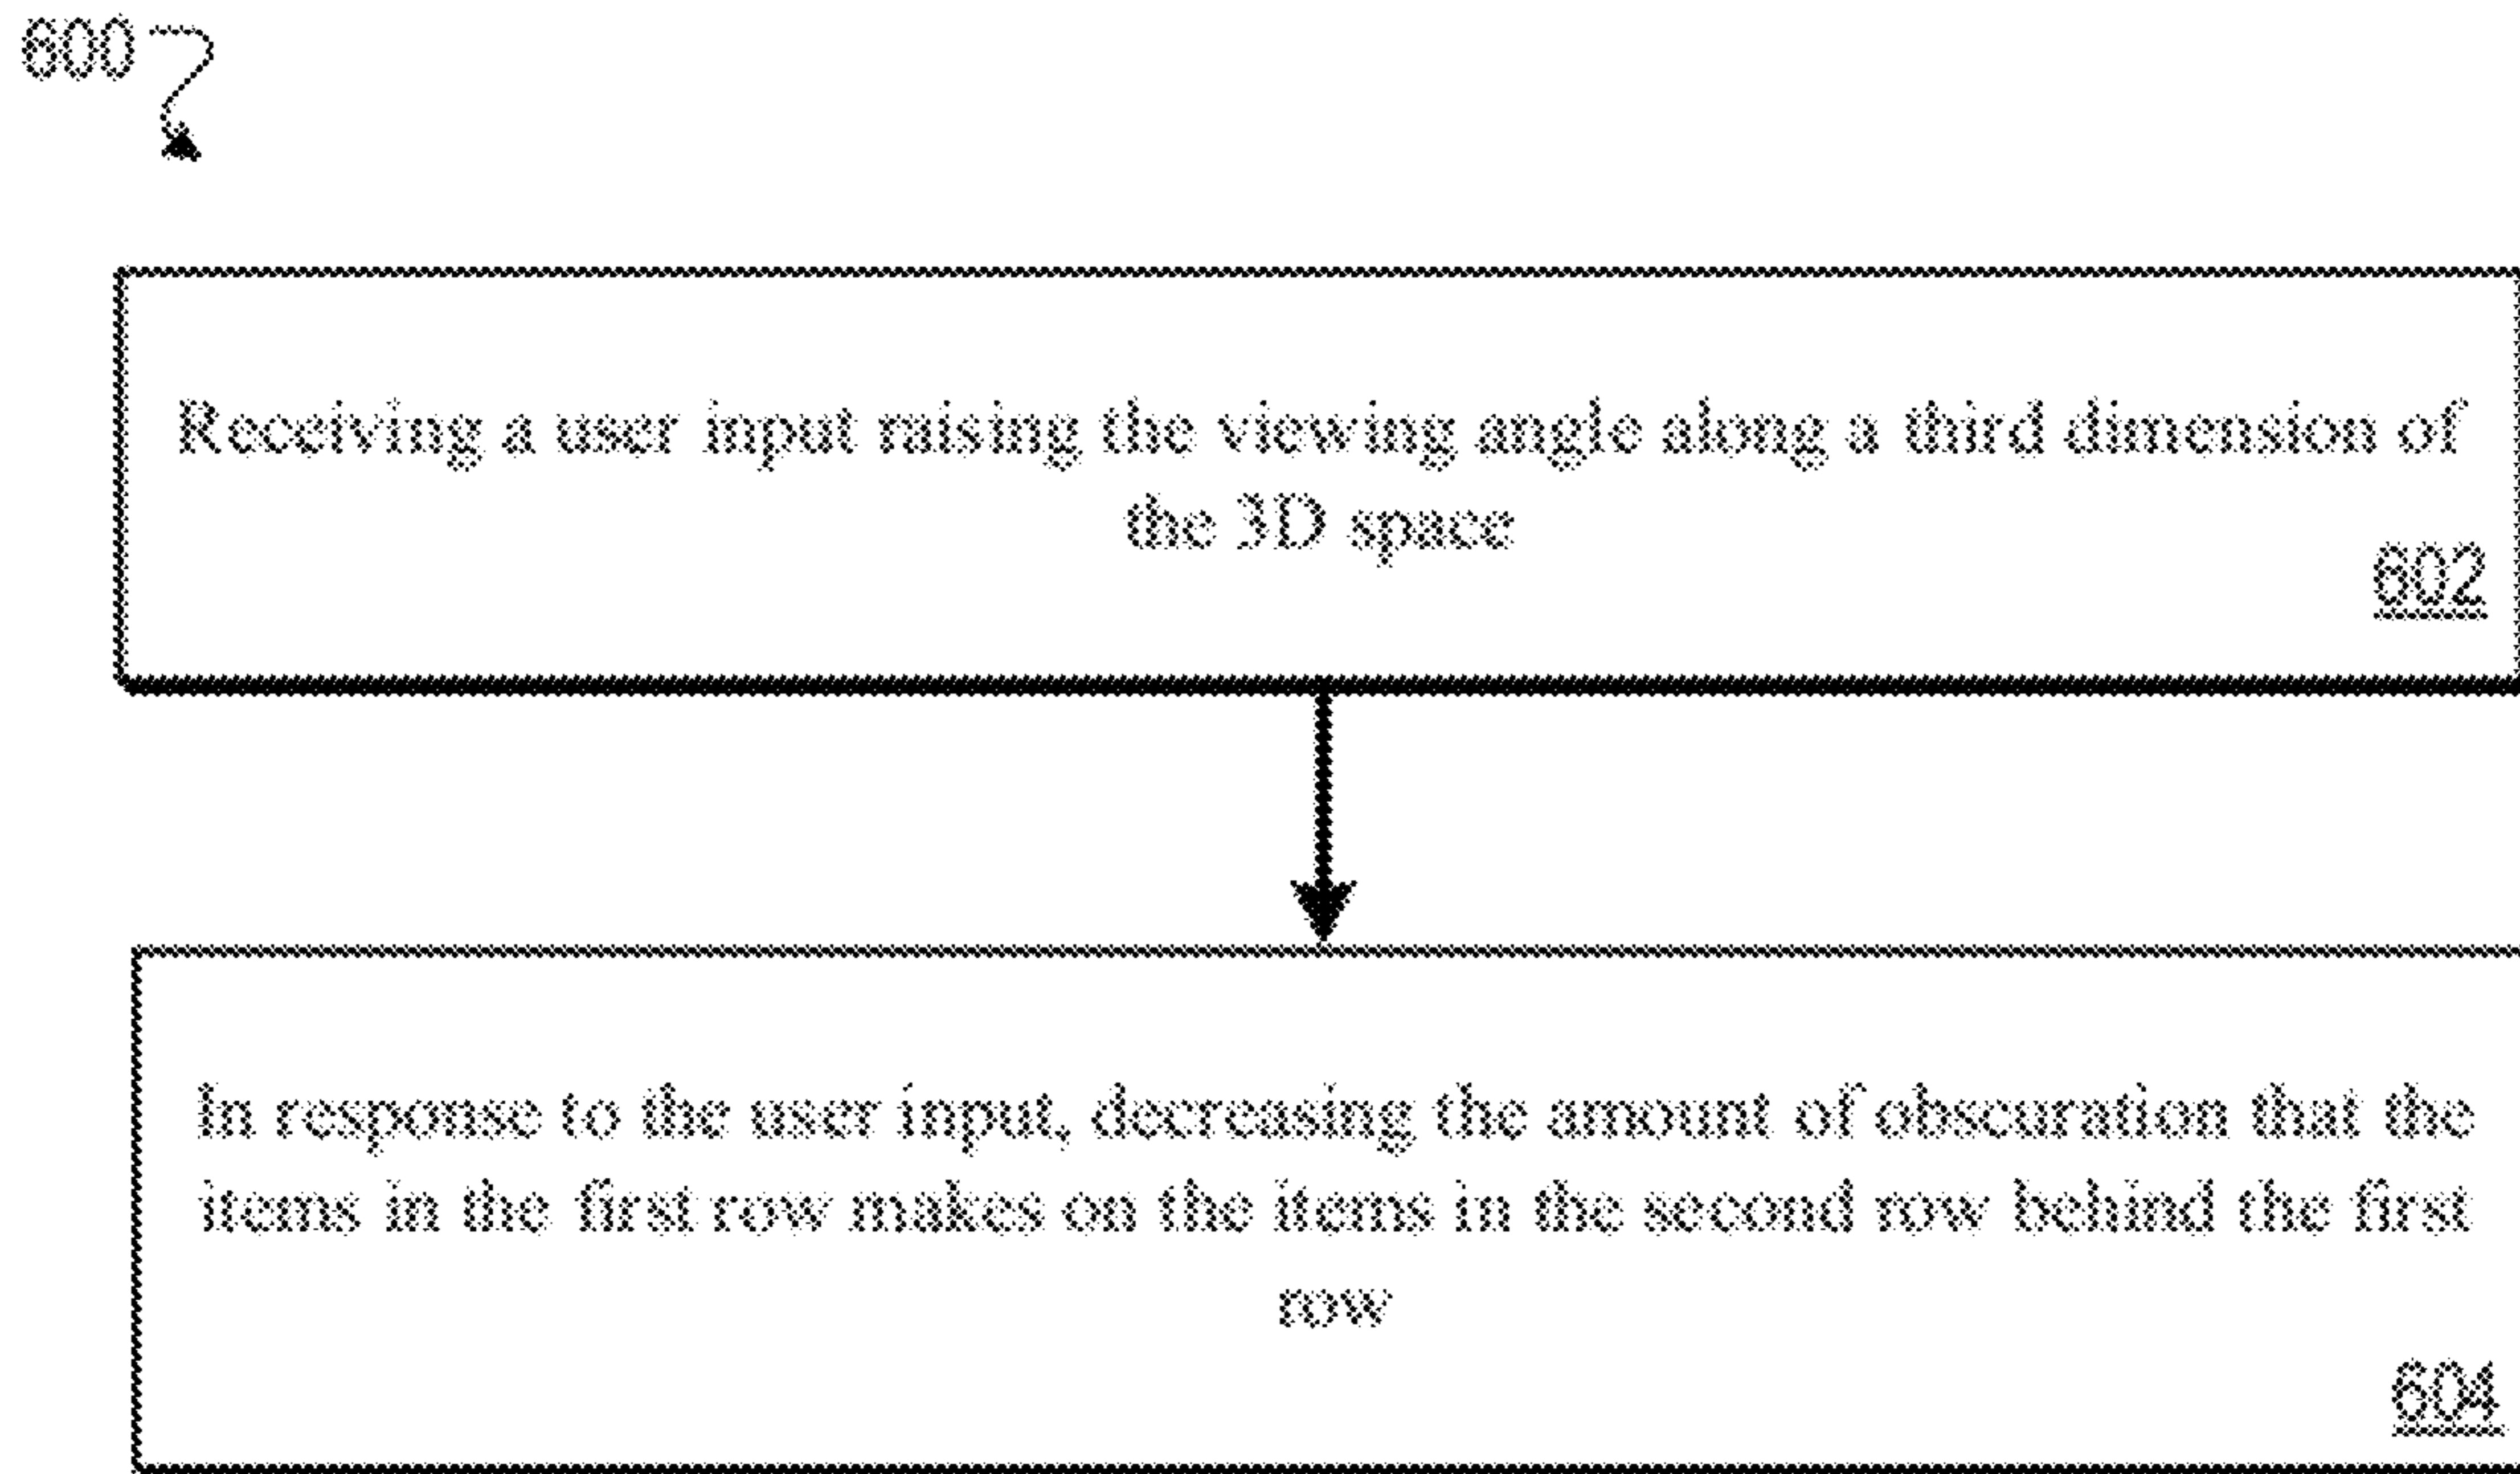 600
Receiving a user input raising the viewing angle along a third dimension of
the 3D space
602
In response to the user input, decreasing the amount of obscuration that the
items in the first row makes on the items in the second row behind the first
row
604